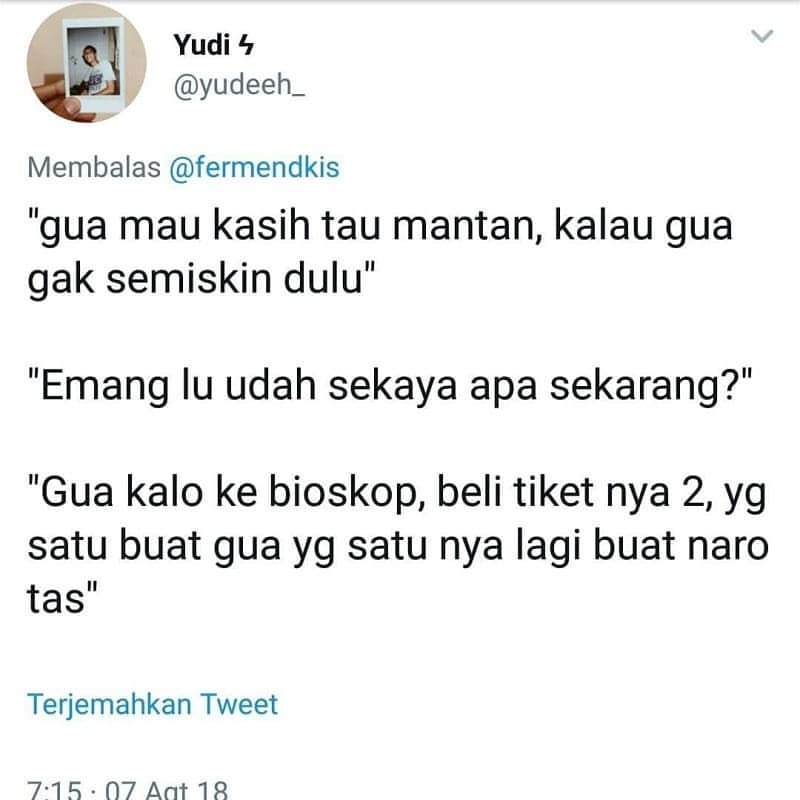 Yudi ϟ
@yudeeh_
Membalas @fermendkis
"gua mau kasih tau mantan, kalau gua
gak semiskin dulu"
"Emang lu udah sekaya apa sekarang?"
"Gua kalo ke bioskop, beli tiket nya 2, yg
satu buat gua yg satu nya lagi buat naro
tas"
Terjemahkan Tweet
7:15 · 07 Agt 18